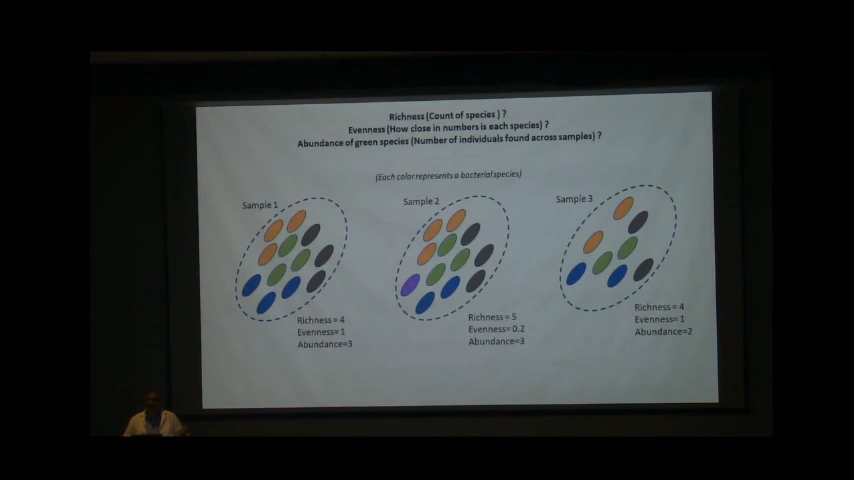 Richness (Count of species ) ?
Evenness (How close in numbers is each species) ?
Abundance of green species (Number of individuals found across samples) ?
(Each color represents a bacterial species)
Sample 1
Sample 2
Sample 3
Richness = 4
Evenness= 1
Abundance=3
Richness = 5
Evenness= 0.2
Abundance=3
Richness = 4
Evenness= 1
Abundance=2